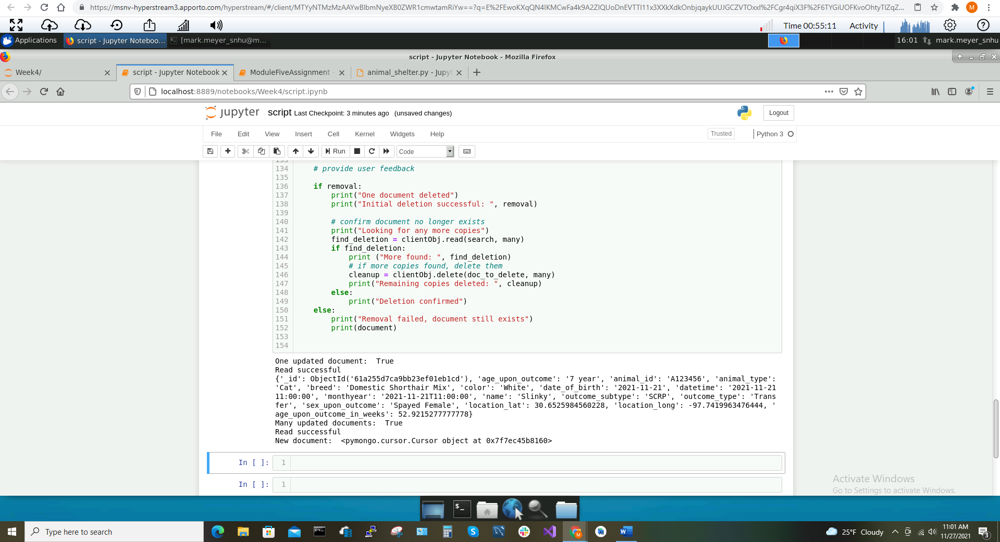 https://msnv-hyperstream3.apporto.com/hyperstream/#/client/
M
Time 00:55:11 Activity
Applications script - Jupyter Noteboo... [mark.meyer_snhu@m... 16:01 mark.meyer_snhu
script - Jupyter Notebook - Mozilla Firefox
Week4/ script - Jupyter Notebook ModuleFiveAssignment - animal_shelter.py - Jupyt
localhost:8889/notebooks/Week4/script.ipynb
jupyter script Last Checkpoint: 3 minutes ago (unsaved changes) Logout
File Edit View Insert Cell Kernel Widgets Help Trusted Python 3
Run Code
133
134 # provide user feedback
135
136 if removal:
137 print("One document deleted")
138 print("Initial deletion successful: ", removal)
139
140 # confirm document no longer exists
141 print("Looking for any more copies")
142 find_deletion = clientObj.read(search, many)
143 if find_deletion:
144 print ("More found: ", find_deletion)
145 # if more copies found, delete them
146 cleanup = clientObj.delete(doc_to_delete, many)
147 print("Remaining copies deleted: ", cleanup)
148 else:
149 print("Deletion confirmed")
150 else:
151 print("Removal failed, document still exists")
152 print(document)
153
154
One updated document:  True
Read successful
{'_id': ObjectId('61a255d7ca9bb23ef01eb1cd'), 'age_upon_outcome': '7 year', 'animal_id': 'A123456', 'animal_type':
'Cat', 'breed': 'Domestic Shorthair Mix', 'color': 'White', 'date_of_birth': '2021-11-21', 'datetime': '2021-11-21
11:00:00', 'monthyear': '2021-11-21T11:00:00', 'name': 'Slinky', 'outcome_subtype': 'SCRP', 'outcome_type': 'Trans
fer', 'sex_upon_outcome': 'Spayed Female', 'location_lat': 30.6525984560228, 'location_long': -97.7419963476444, '
age_upon_outcome_in_weeks': 52.9215277777778}
Many updated documents:  True
Read successful
New document:  <pymongo.cursor.Cursor object at 0x7f7ec45b8160>
In [ ]: 1
In [ ]: 1
Activate Windows
Go to Settings to activate Windows.
Type here to search
25°F Cloudy
11:01 AM
11/27/2021
3